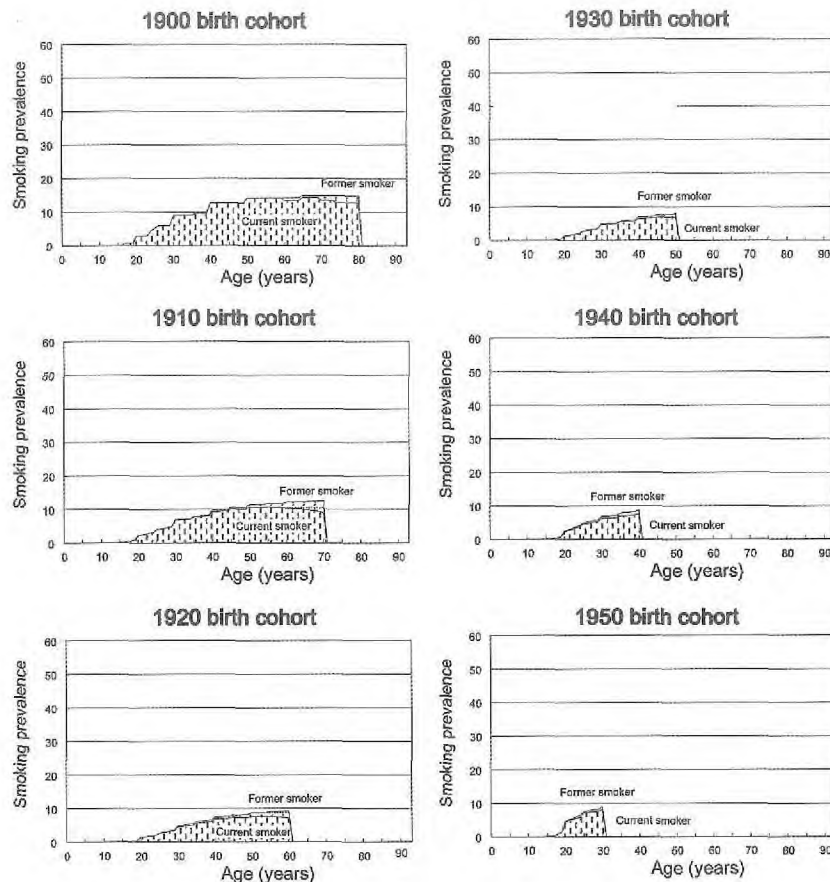 1900 birth cohort
Smoking prevalence
60
50
40
30
20
10
0
Former smoker
Current smoker
0 10 20 30 40 50 60 70 80 90
Age (years)
1930 birth cohort
Smoking prevalence
60
50
40
30
20
10
0
Former smoker
Current smoker
0 10 20 30 40 50 60 70 80 90
Age (years)
1910 birth cohort
Smoking prevalence
60
50
40
30
20
10
0
Former smoker
Current smoker
0 10 20 30 40 50 60 70 80 90
Age (years)
1940 birth cohort
Smoking prevalence
60
50
40
30
20
10
0
Former smoker
Current smoker
0 10 20 30 40 50 60 70 80 90
Age (years)
1920 birth cohort
Smoking prevalence
60
50
40
30
20
10
0
Former smoker
Current smoker
0 10 20 30 40 50 60 70 80 90
Age (years)
1950 birth cohort
Smoking prevalence
60
50
40
30
20
10
0
Former smoker
Current smoker
0 10 20 30 40 50 60 70 80 90
Age (years)